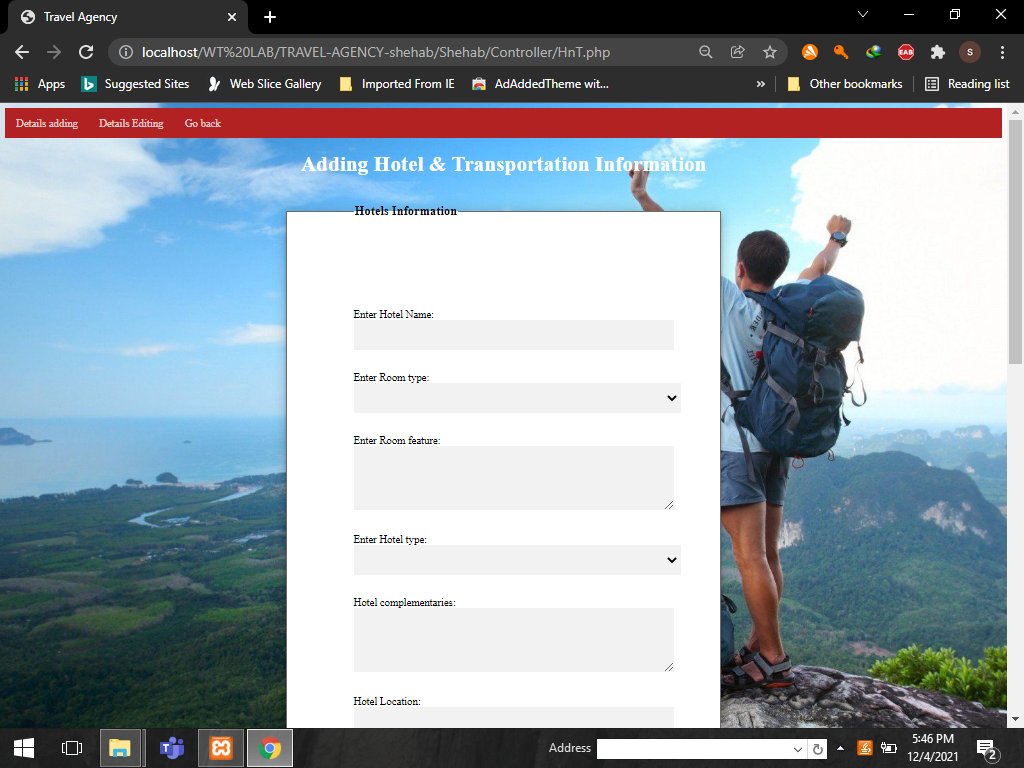 Travel Agency
localhost/WT%20LAB/TRAVEL-AGENCY-shehab/Shehab/Controller/HnT.php
EAB
S
Apps
Suggested Sites
Web Slice Gallery
Imported From IE
AdAddedTheme wit...
»
Other bookmarks
Reading list
Details adding
Details Editing
Go back
Adding Hotel & Transportation Information
Hotels Information
Enter Hotel Name:
Enter Room type:
Enter Room feature:
Enter Hotel type:
Hotel complementaries:
Hotel Location:
Address
5:46 PM
12/4/2021
2